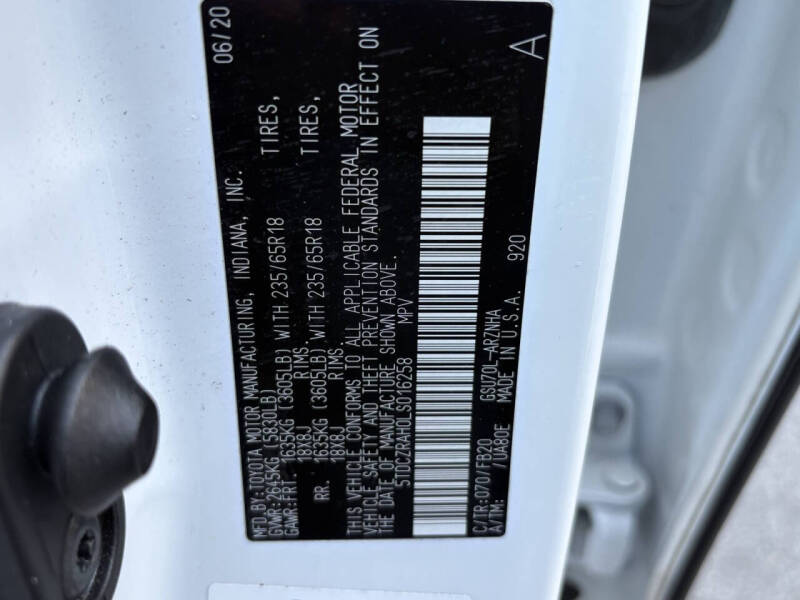 MFD.BY:TOYOTA MOTOR MANUFACTURING, INDIANA, INC. 06/20
GVWR:2645KG (5830LB)
GAWR:FRT. 1635KG (3605LB) WITH 235/65R18 TIRES,
18X8J RIMS.
RR. 1635KG (3605LB) WITH 235/65R18 TIRES,
18X8J RIMS.
THIS VEHICLE CONFORMS TO ALL APPLICABLE FEDERAL MOTOR
VEHICLE SAFETY AND THEFT PREVENTION STANDARDS IN EFFECT ON
THE DATE OF MANUFACTURE SHOWN ABOVE.
5TDGZRAH0LS016258 MPV
C/TR:070/FB20 GSU70L-ARZNHA
A/TM: /UA80E MADE IN U.S.A. 920 A